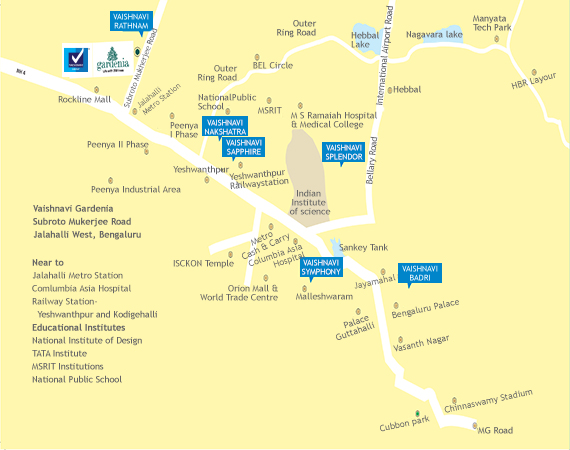 VAISHNAVI
RATHNAM
gardenia
Subroto Mukherjee Road
Outer
Ring Road
Hebbal
Lake
International Airport Road
Nagavara lake
Manyata
Tech Park
HBR Layour
Outer
Ring Road
BEL Circle
Hebbal
NH 4
Rockline Mall
Jalahalli
Metro Station
NationalPublic
School
MSRIT
M S Ramaiah Hospital
& Medical College
Peenya
I Phase
VAISHNAVI
NAKSHATRA
VAISHNAVI
SAPPHIRE
VAISHNAVI
SPLENDOR
Bellary Road
Peenya II Phase
Yeshwanthpur
Yeshwanthpur
Railwaystation
Peenya Industrial Area
Indian
Institute
of science
Vaishnavi Gardenia
Subroto Mukerjee Road
Jalahalli West, Bengaluru
Metro
Cash & Carry
Columbia Asia
Hospital
Sankey Tank
ISCKON Temple
VAISHNAVI
SYMPHONY
Jayamahal
VAISHNAVI
BADRI
Orion Mall &
World Trade Centre
Malleshwaram
Bengaluru Palace
Palace
Guttahalli
Vasanth Nagar
Near to
Jalahalli Metro Station
Comlumbia Asia Hospital
Railway Station-
Yeshwanthpur and Kodigehalli
Educational Institutes
National Institute of Design
TATA Institute
MSRIT Institutions
National Public School
Chinnaswamy Stadium
Cubbon park
MG Road